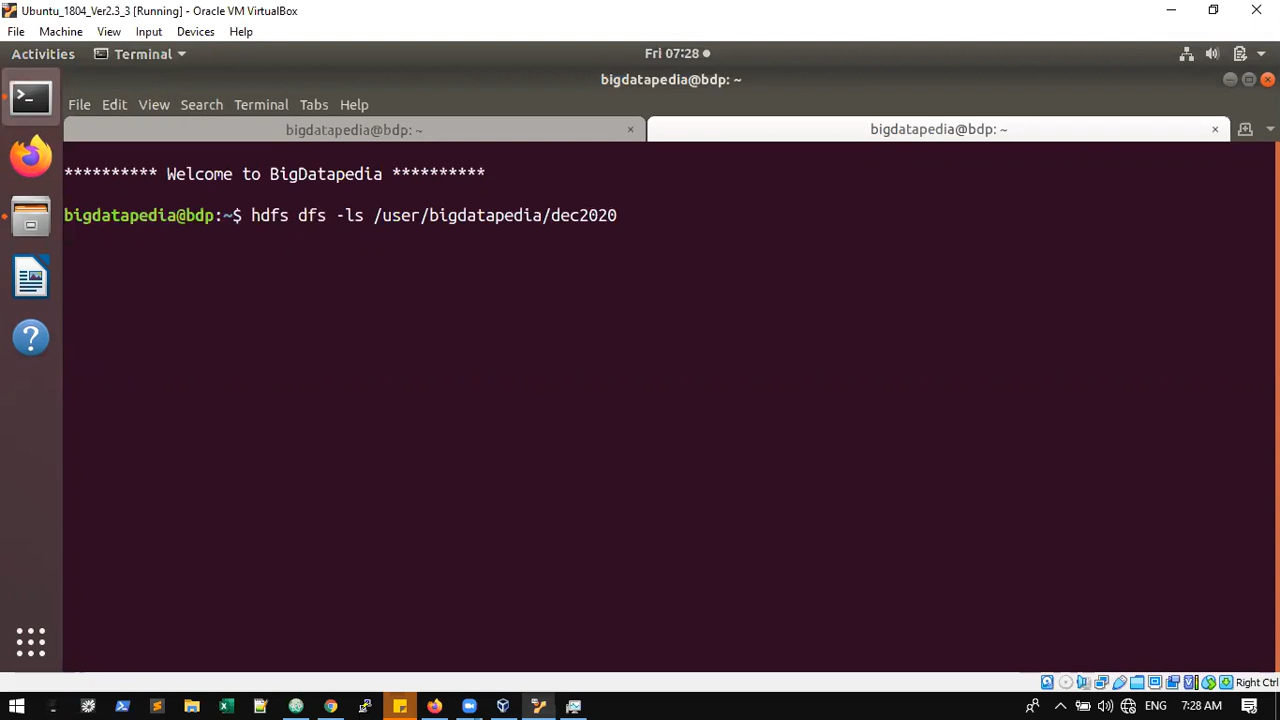 Ubuntu_1804_Ver2.3_3 [Running] - Oracle VM VirtualBox
File Machine View Input Devices Help
Activities Terminal Fri 07:28
bigdatapedia@bdp: ~
File Edit View Search Terminal Tabs Help
bigdatapedia@bdp: ~ × bigdatapedia@bdp: ~ ×
********** Welcome to BigDatapedia **********
bigdatapedia@bdp:~$ hdfs dfs -ls /user/bigdatapedia/dec2020
Right Ctrl
ENG 7:28 AM